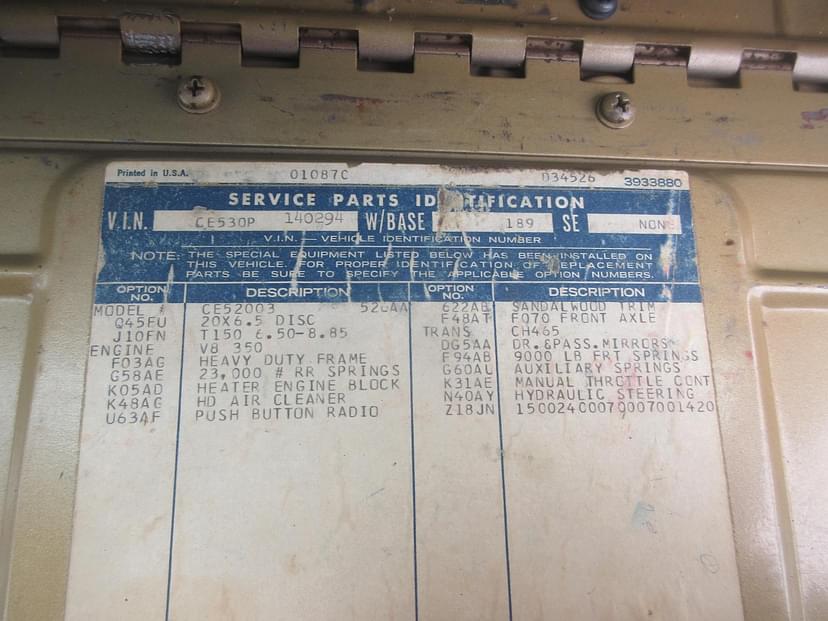 Printed in U.S.A. 01087C 034526 3933880
SERVICE PARTS IDENTIFICATION
V.I.N. CE530P 140294 W/BASE 189 SE NONE
V.I.N. — VEHICLE IDENTIFICATION NUMBER
NOTE: THE SPECIAL EQUIPMENT LISTED BELOW HAS BEEN INSTALLED ON
THIS VEHICLE. FOR PROPER IDENTIFICATION OF REPLACEMENT
PARTS BE SURE TO SPECIFY THE APPLICABLE OPTION NUMBERS.
OPTION NO. DESCRIPTION OPTION NO. DESCRIPTION
MODEL # CE52003 520AA 622AB SANDALWOOD TRIM
Q45FU 20X6.5 DISC F48AT F070 FRONT AXLE
J10FN T150 6.50-8.85 TRANS CH465
ENGINE V8 350 DG5AA DR.&PASS.MIRRORS
F03AG HEAVY DUTY FRAME F94AB 9000 LB FRT SPRINGS
G58AE 23,000 # RR SPRINGS G60AU AUXILIARY SPRINGS
K05AD HEATER ENGINE BLOCK K31AE MANUAL THROTTLE CONT
K48AG HD AIR CLEANER N40AY HYDRAULIC STEERING
U63AF PUSH BUTTON RADIO Z18JN 15002400070007001420